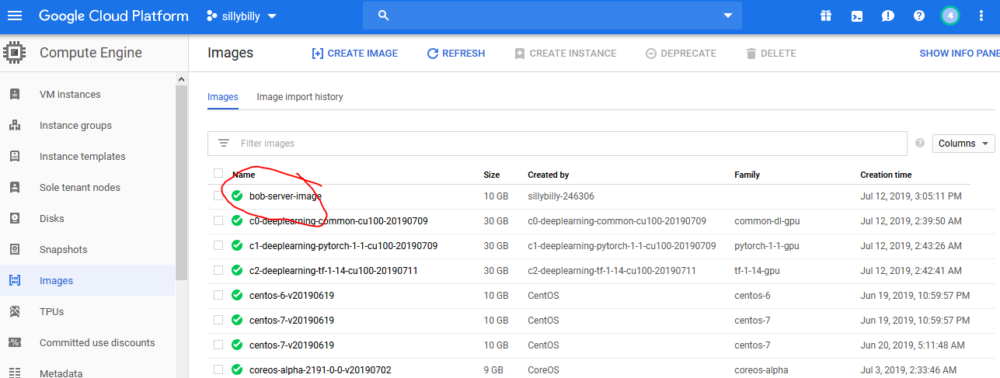 Google Cloud Platform sillybilly 4
Compute Engine Images CREATE IMAGE REFRESH CREATE INSTANCE DEPRECATE DELETE SHOW INFO PANE
VM instances
Instance groups
Instance templates
Sole tenant nodes
Disks
Snapshots
Images
TPUs
Committed use discounts
Metadata
Images Image import history
Filter images Columns
Name Size Created by Family Creation time
bob-server-image 10 GB sillybilly-246306 Jul 12, 2019, 3:05:11 PM
c0-deeplearning-common-cu100-20190709 30 GB c0-deeplearning-common-cu100-20190709 common-dl-gpu Jul 12, 2019, 2:39:50 AM
c1-deeplearning-pytorch-1-1-cu100-20190709 30 GB c1-deeplearning-pytorch-1-1-cu100-20190709 pytorch-1-1-gpu Jul 12, 2019, 2:43:26 AM
c2-deeplearning-tf-1-14-cu100-20190711 30 GB c2-deeplearning-tf-1-14-cu100-20190711 tf-1-14-gpu Jul 12, 2019, 2:42:41 AM
centos-6-v20190619 10 GB CentOS centos-6 Jun 19, 2019, 10:59:57 PM
centos-7-v20190619 10 GB CentOS centos-7 Jun 19, 2019, 10:59:57 PM
centos-7-v20190619 10 GB CentOS centos-7 Jun 20, 2019, 5:11:48 AM
coreos-alpha-2191-0-0-v20190702 9 GB CoreOS coreos-alpha Jul 3, 2019, 2:33:46 AM